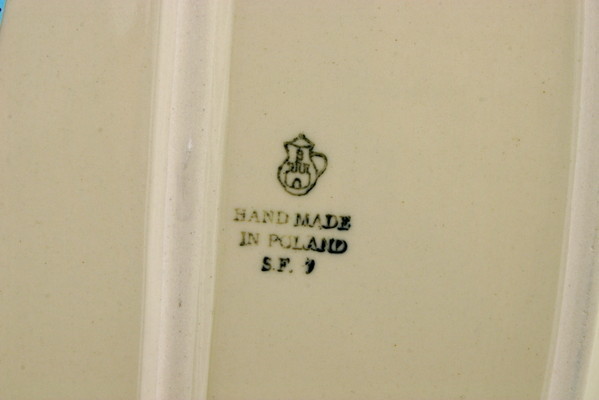 HAND MADE
IN POLAND
S.F. 9